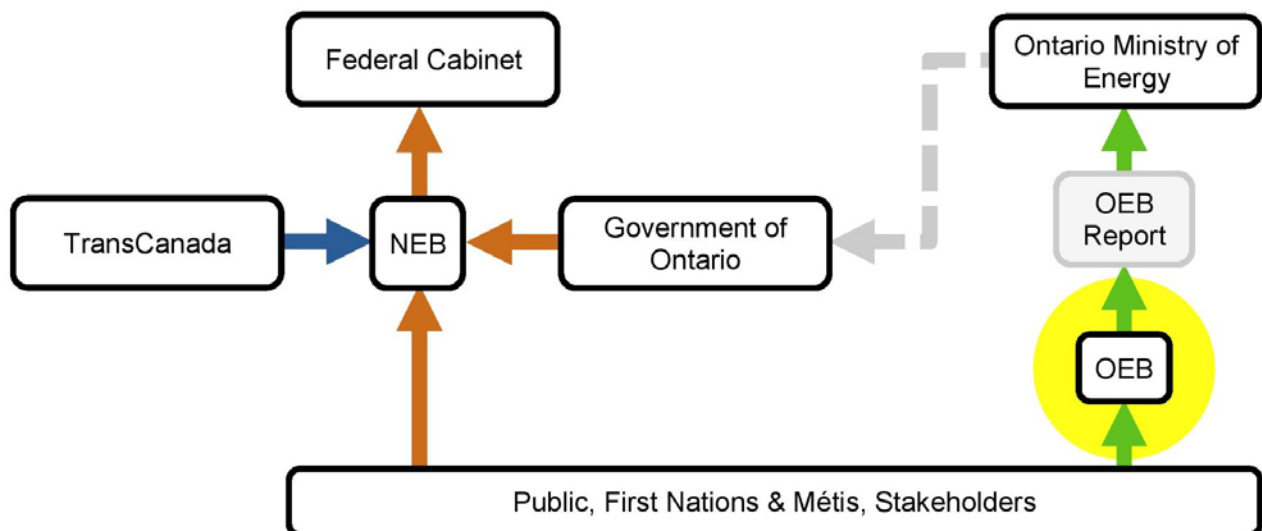 Federal Cabinet
Ontario Ministry of
Energy
TransCanada
NEB
Government of
Ontario
OEB
Report
OEB
Public, First Nations & Métis, Stakeholders